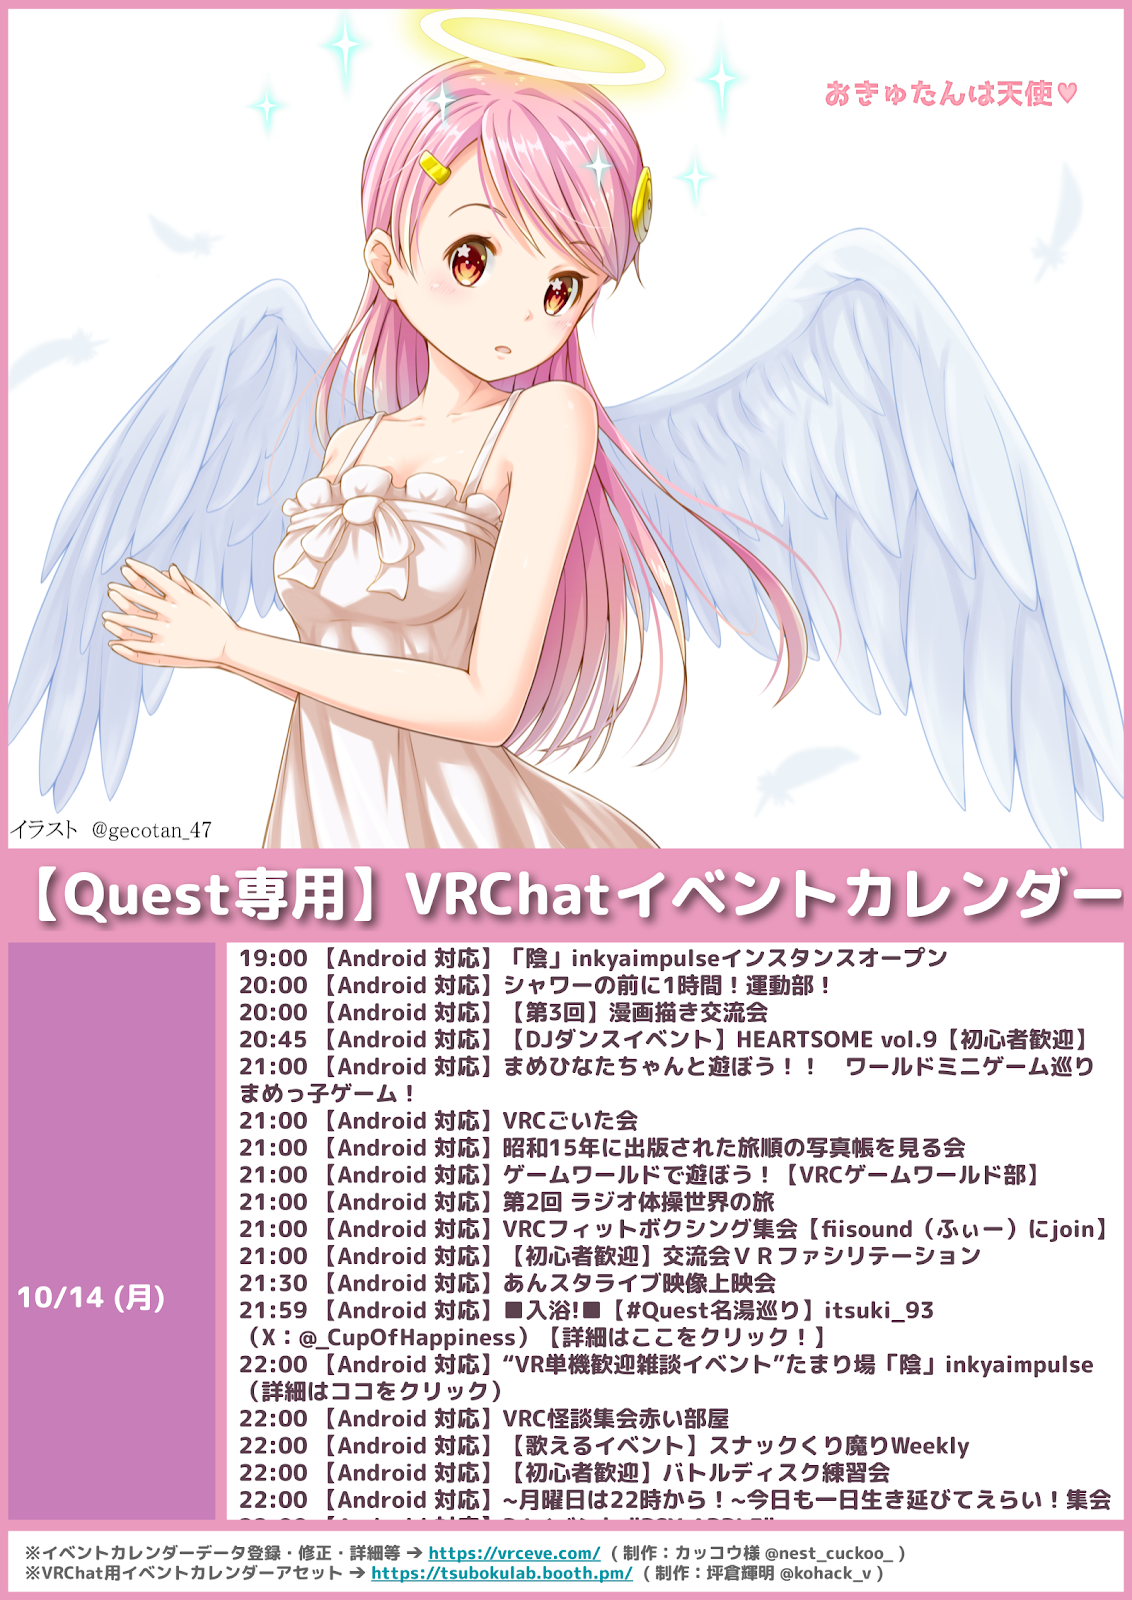 おきゅたんは天使♥
イラスト @gecotan_47
【Quest専用】VRChatイベントカレンダー
10/14 (月)
19:00 【Android 対応】「陰」inkyaimpulseインスタンスオープン
20:00 【Android 対応】シャワーの前に1時間！運動部！
20:00 【Android 対応】【第3回】漫画描き交流会
20:45 【Android 対応】【DJダンスイベント】HEARTSOME vol.9【初心者歓迎】
21:00 【Android 対応】まめひなたちゃんと遊ぼう！！　ワールドミニゲーム巡り
まめっ子ゲーム！
21:00 【Android 対応】VRCごいた会
21:00 【Android 対応】昭和15年に出版された旅順の写真帳を見る会
21:00 【Android 対応】ゲームワールドで遊ぼう！【VRCゲームワールド部】
21:00 【Android 対応】第2回 ラジオ体操世界の旅
21:00 【Android 対応】VRCフィットボクシング集会【fiisound（ふぃー）にjoin】
21:00 【Android 対応】【初心者歓迎】交流会ＶＲファシリテーション
21:30 【Android 対応】あんスタライブ映像上映会
21:59 【Android 対応】■入浴!■【#Quest名湯巡り】itsuki_93
（X：@_CupOfHappiness）【詳細はここをクリック！】
22:00 【Android 対応】“VR単機歓迎雑談イベント”たまり場「陰」inkyaimpulse
（詳細はココをクリック）
22:00 【Android 対応】VRC怪談集会赤い部屋
22:00 【Android 対応】【歌えるイベント】スナックくり魔りWeekly
22:00 【Android 対応】【初心者歓迎】バトルディスク練習会
22:00 【Android 対応】~月曜日は22時から！~今日も一日生き延びてえらい！集会
※イベントカレンダーデータ登録・修正・詳細等 ➔ https://vrceve.com/ ( 制作：カッコウ様 @nest_cuckoo_ )
※VRChat用イベントカレンダーアセット ➔ https://tsubokulab.booth.pm/ ( 制作：坪倉輝明 @kohack_v )